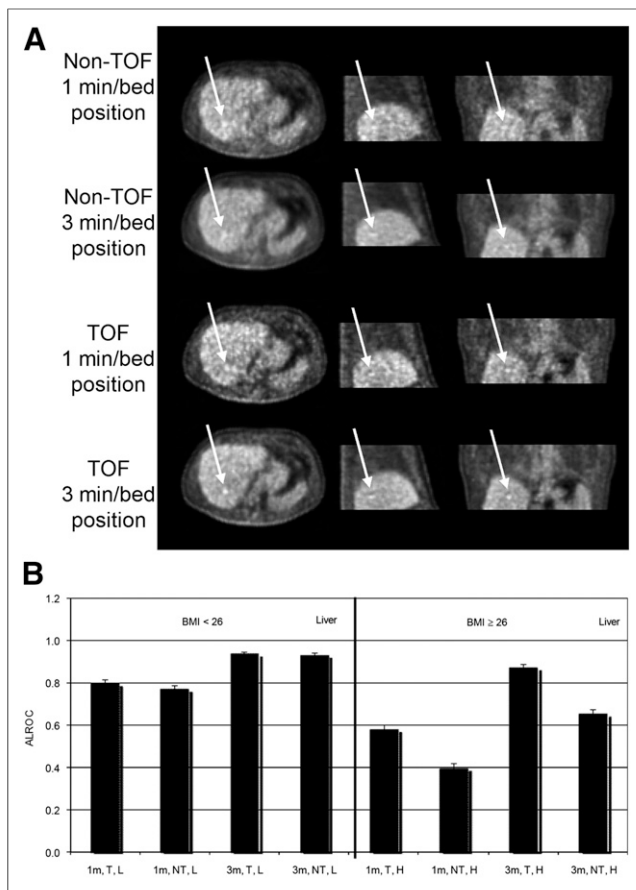 A
Non-TOF
1 min/bed
position
Non-TOF
3 min/bed
position
TOF
1 min/bed
position
TOF
3 min/bed
position
B
1.2
1.0
0.8
0.6
0.4
0.2
0.0
ALROC
BMI < 26
Liver
BMI ≥ 26
Liver
1m, T, L
1m, NT, L
3m, T, L
3m, NT, L
1m, T, H
1m, NT, H
3m, T, H
3m, NT, H